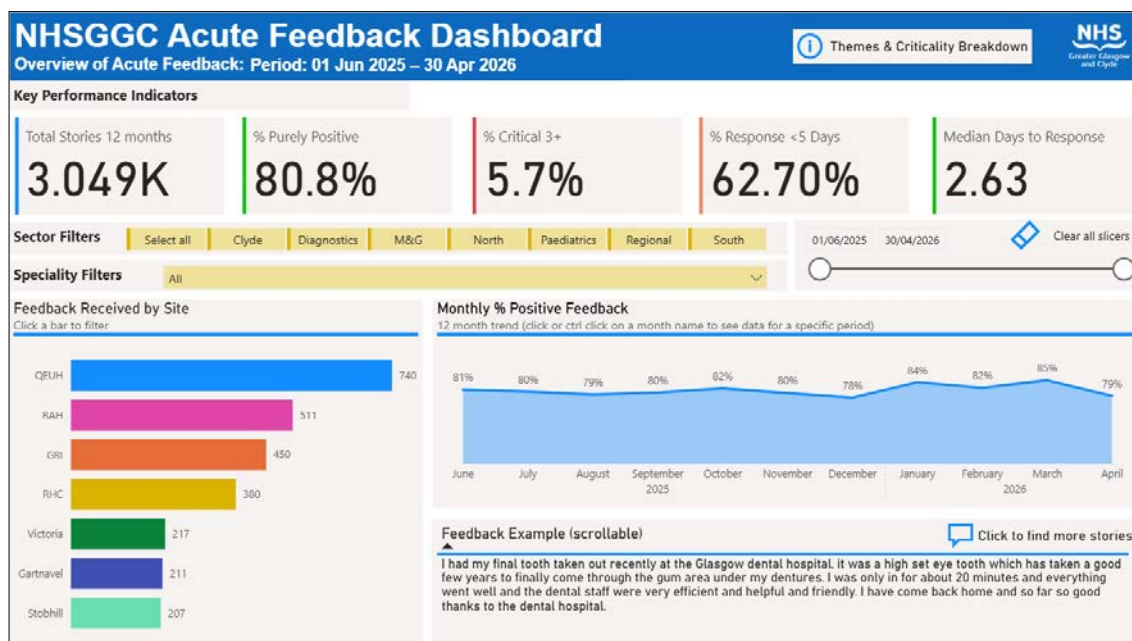 NHSGGC Acute Feedback Dashboard
Overview of Acute Feedback: Period: 01 Jun 2025 – 30 Apr 2026
Themes & Criticality Breakdown
NHS
Greater Glasgow
and Clyde
Key Performance Indicators
Total Stories 12 months
3.049K
% Purely Positive
80.8%
% Critical 3+
5.7%
% Response <5 Days
62.70%
Median Days to Response
2.63
Sector Filters
Select all
Clyde
Diagnostics
M&G
North
Paediatrics
Regional
South
01/06/2025
30/04/2026
Clear all slicers
Speciality Filters
All
Feedback Received by Site
Click a bar to filter
QEUH
740
RAH
511
GRI
450
RHC
380
Victoria
217
Gartnavel
211
Stobhill
207
Monthly % Positive Feedback
12 month trend (click or ctrl click on a month name to see data for a specific period)
81%
80%
79%
80%
82%
80%
78%
84%
82%
85%
79%
June
July
August
September
October
November
December
January
February
March
April
2025
2026
Feedback Example (scrollable)
Click to find more stories
I had my final tooth taken out recently at the Glasgow dental hospital. it was a high set eye tooth which has taken a good
few years to finally come through the gum area under my dentures. I was only in for about 20 minutes and everything
went well and the dental staff were very efficient and helpful and friendly. I have come back home and so far so good
thanks to the dental hospital.